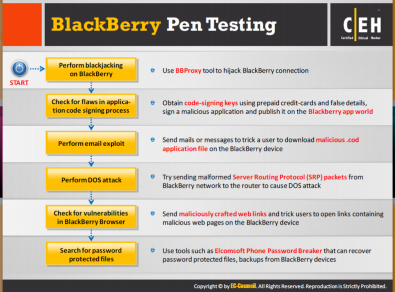 BlackBerry Pen Testing
C EH
Certified Ethical Hacker
START
Perform blackjacking
on BlackBerry
Use BBProxy tool to hijack BlackBerry connection
Check for flaws in applica-
tion code signing process
Obtain code-signing keys using prepaid credit-cards and false details,
sign a malicious application and publish it on the Blackberry app world
Perform email exploit
Send mails or messages to trick a user to download malicious .cod
application file on the BlackBerry device
Perform DOS attack
Try sending malformed Server Routing Protocol (SRP) packets from
BlackBerry network to the router to cause DOS attack
Check for vulnerabilities
in BlackBerry Browser
Send maliciously crafted web links and trick users to open links containing
malicious web pages on the BlackBerry device
Search for password
protected files
Use tools such as Elcomsoft Phone Password Breaker that can recover
password protected files, backups from BlackBerry devices
Copyright © by EC-Council. All Rights Reserved. Reproduction is Strictly Prohibited.